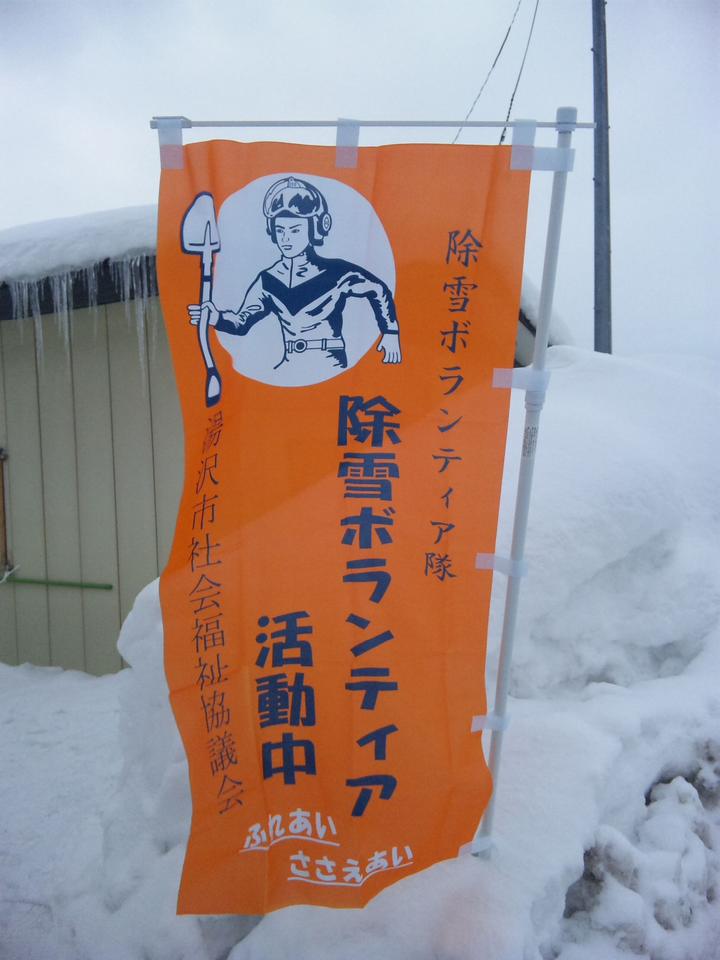 除雪ボランティア隊
除雪ボランティア
活動中
湯沢市社会福祉協議会
ふれあい
ささえあい